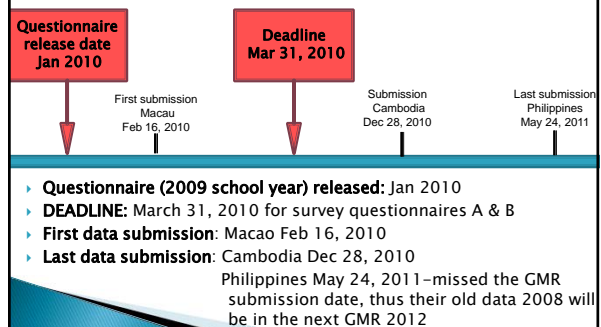 Questionnaire
release date
Jan 2010
Deadline
Mar 31, 2010
First submission
Macau
Feb 16, 2010
Submission
Cambodia
Dec 28, 2010
Last submission
Philippines
May 24, 2011
Questionnaire (2009 school year) released: Jan 2010
DEADLINE: March 31, 2010 for survey questionnaires A & B
First data submission: Macao Feb 16, 2010
Last data submission: Cambodia Dec 28, 2010
Philippines May 24, 2011-missed the GMR
submission date, thus their old data 2008 will
be in the next GMR 2012